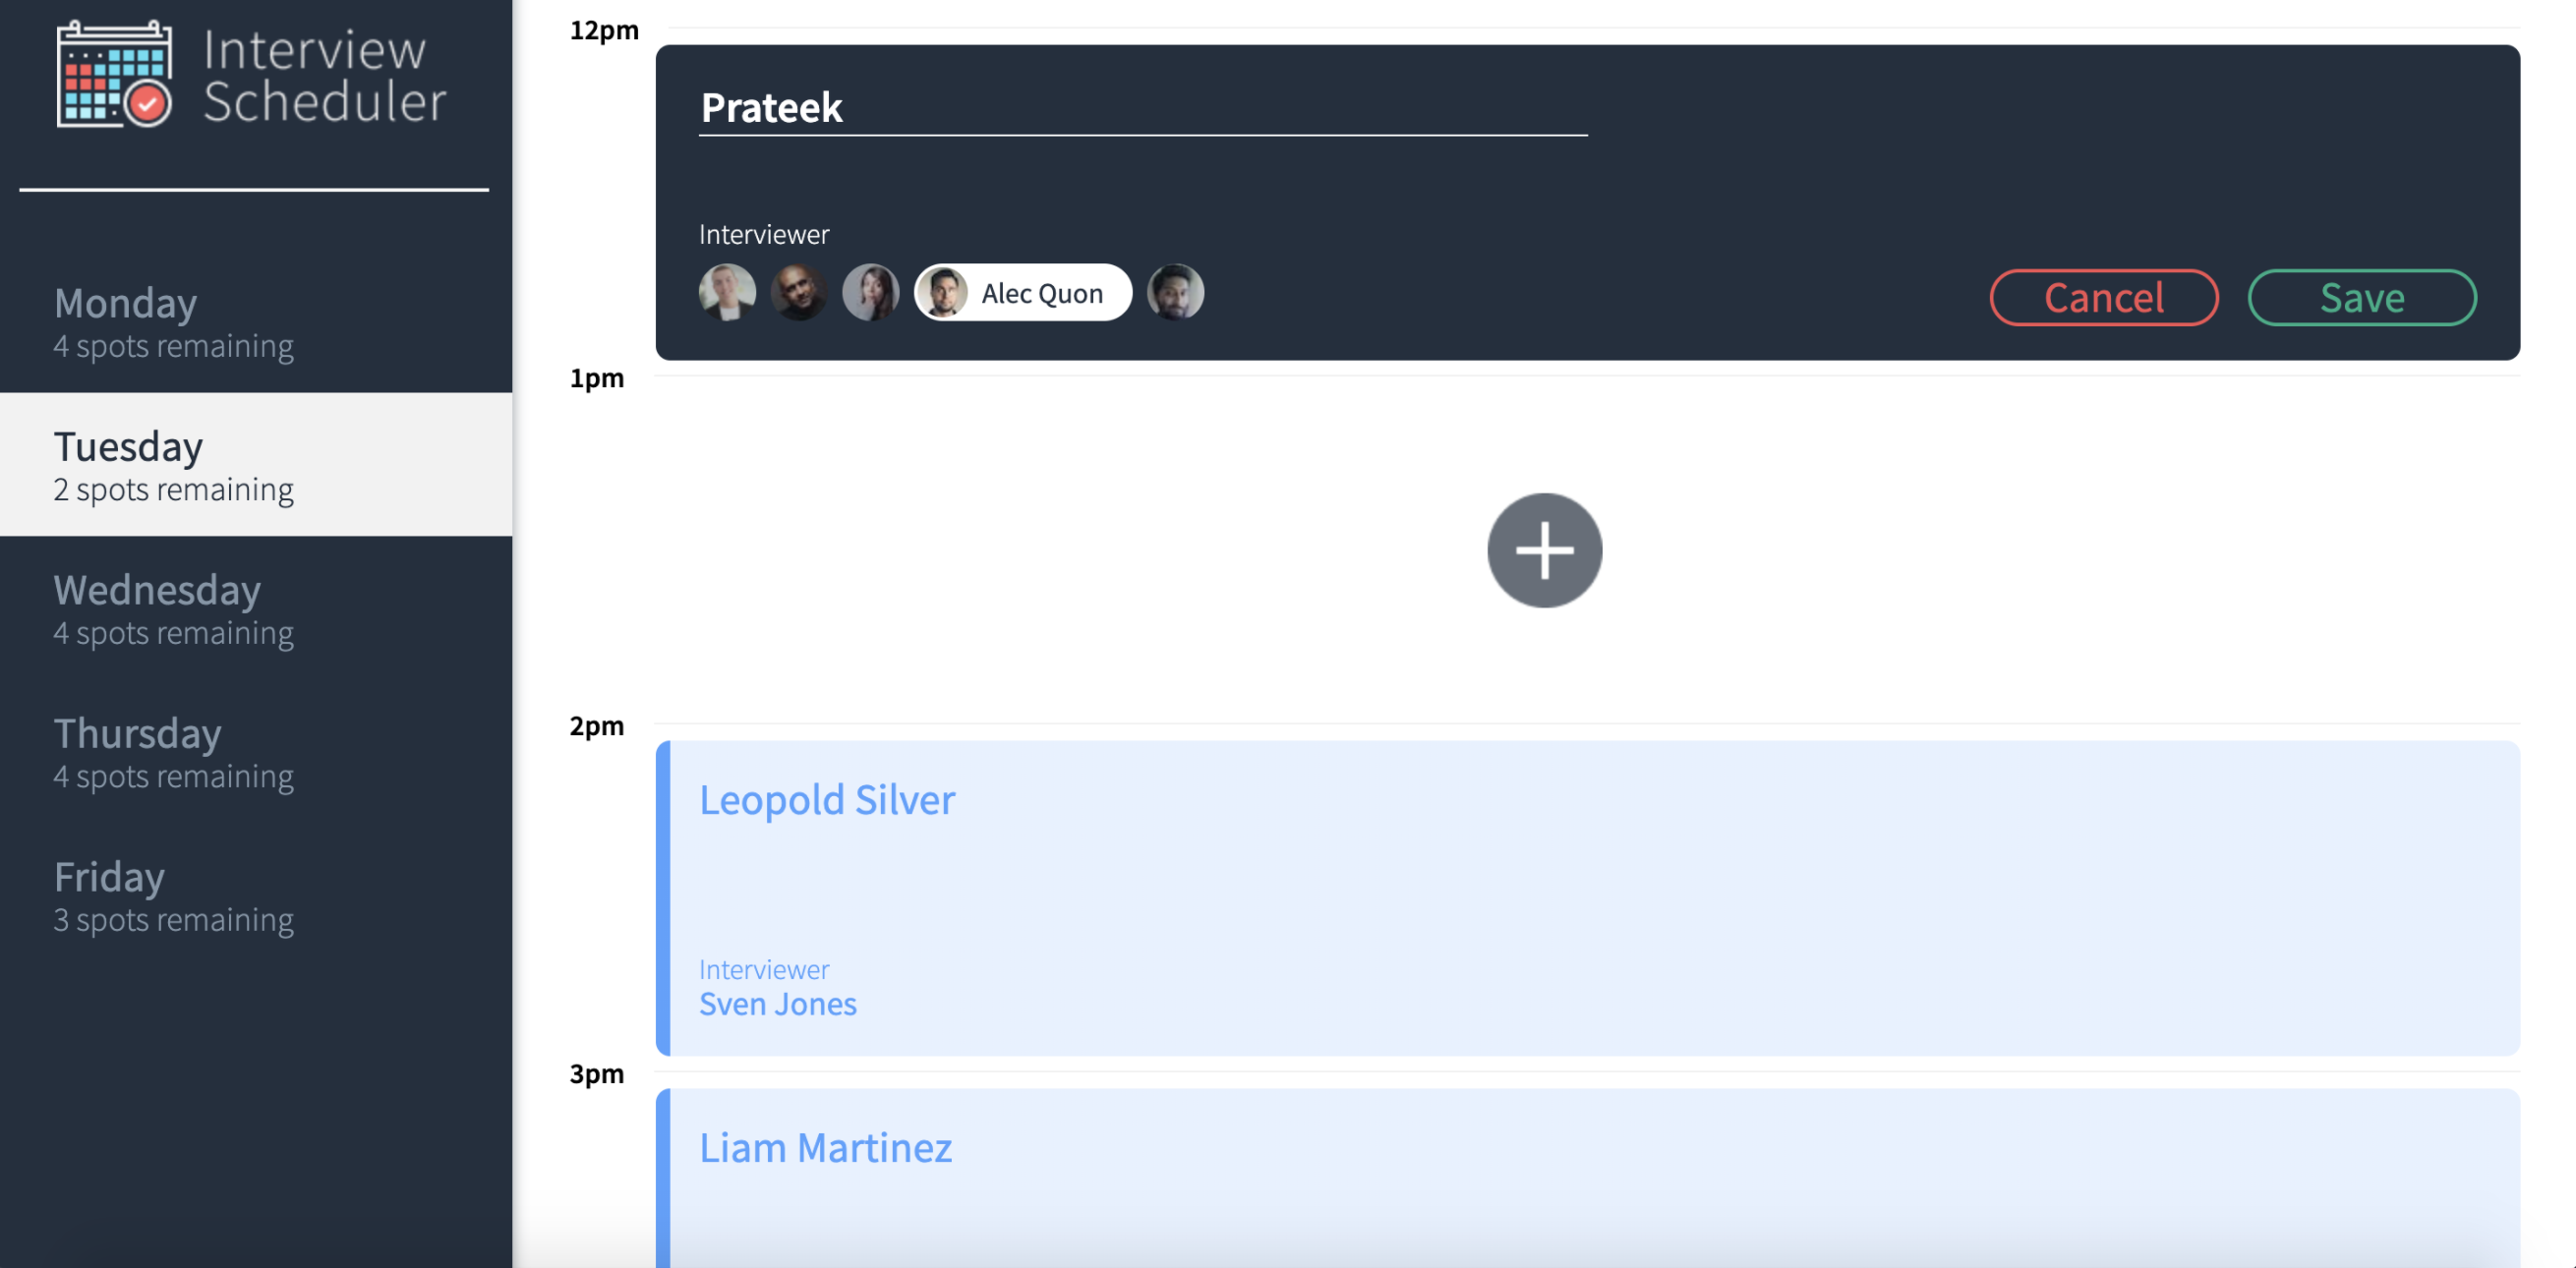 Interview
Scheduler
Monday
4 spots remaining
Tuesday
2 spots remaining
Wednesday
4 spots remaining
Thursday
4 spots remaining
Friday
3 spots remaining
12pm
Prateek
Interviewer
Alec Quon
Cancel
Save
1pm
2pm
Leopold Silver
Interviewer
Sven Jones
3pm
Liam Martinez